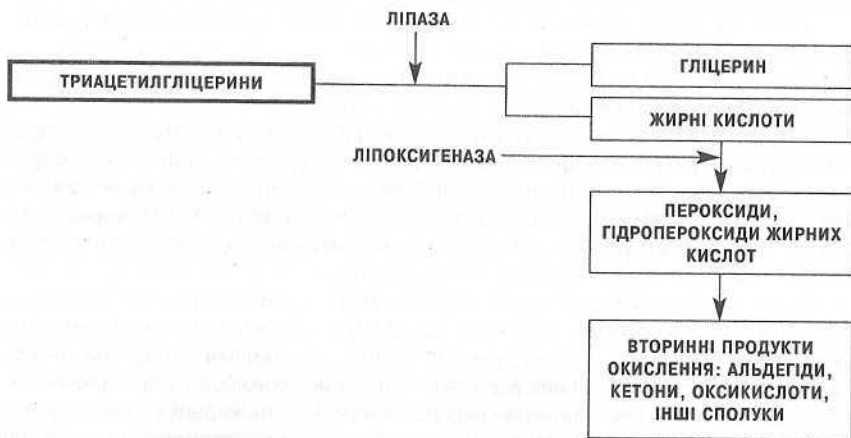 ЛІПАЗА
ТРИАЦЕТИЛГЛІЦЕРИНИ
ГЛІЦЕРИН
ЖИРНІ КИСЛОТИ
ЛІПОКСИГЕНАЗА
ПЕРОКСИДИ,
ГІДРОПЕРОКСИДИ ЖИРНИХ
КИСЛОТ
ВТОРИННІ ПРОДУКТИ
ОКИСЛЕННЯ: АЛЬДЕГІДИ,
КЕТОНИ, ОКСИКИСЛОТИ,
ІНШІ СПОЛУКИ